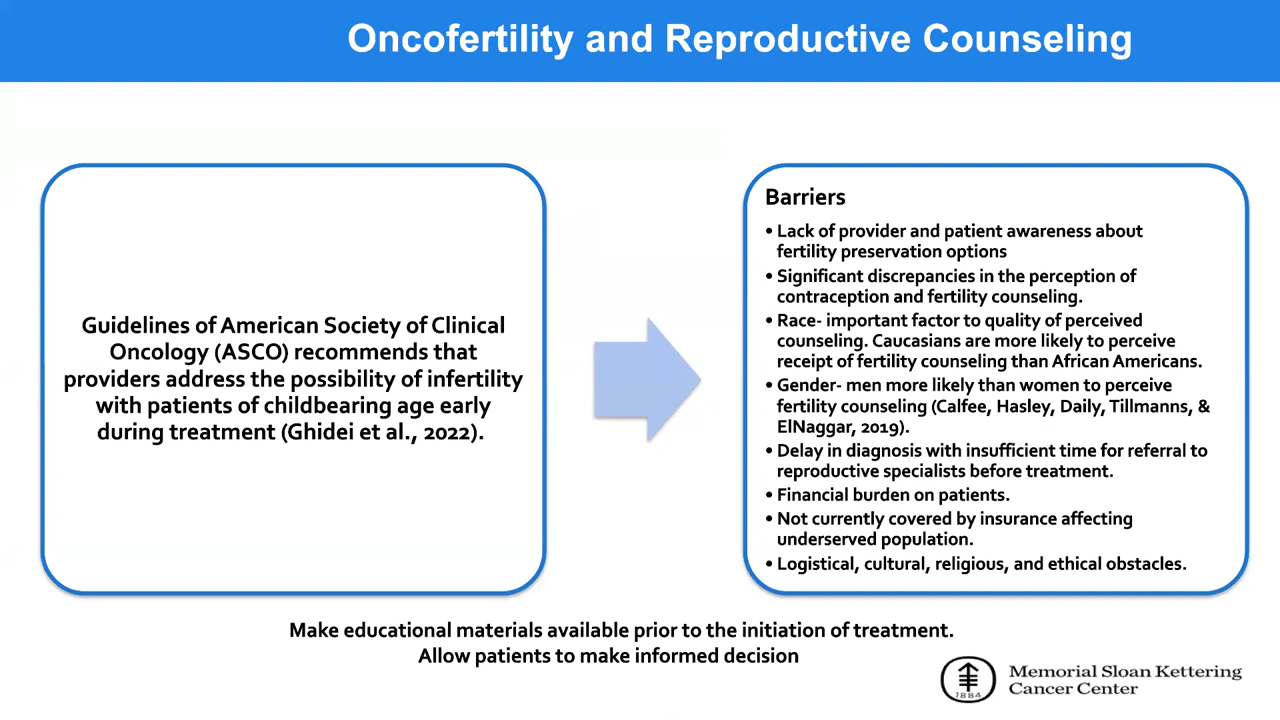 Oncofertility and Reproductive Counseling
Guidelines of American Society of Clinical
Oncology (ASCO) recommends that
providers address the possibility of infertility
with patients of childbearing age early
during treatment (Ghidei et al., 2022).
Barriers
• Lack of provider and patient awareness about
fertility preservation options
• Significant discrepancies in the perception of
contraception and fertility counseling.
• Race- important factor to quality of perceived
counseling. Caucasians are more likely to perceive
receipt of fertility counseling than African Americans.
• Gender- men more likely than women to perceive
fertility counseling (Calfee, Hasley, Daily, Tillmanns, &
ElNaggar, 2019).
• Delay in diagnosis with insufficient time for referral to
reproductive specialists before treatment.
• Financial burden on patients.
• Not currently covered by insurance affecting
underserved population.
• Logistical, cultural, religious, and ethical obstacles.
Make educational materials available prior to the initiation of treatment.
Allow patients to make informed decision
1884
Memorial Sloan Kettering
Cancer Center